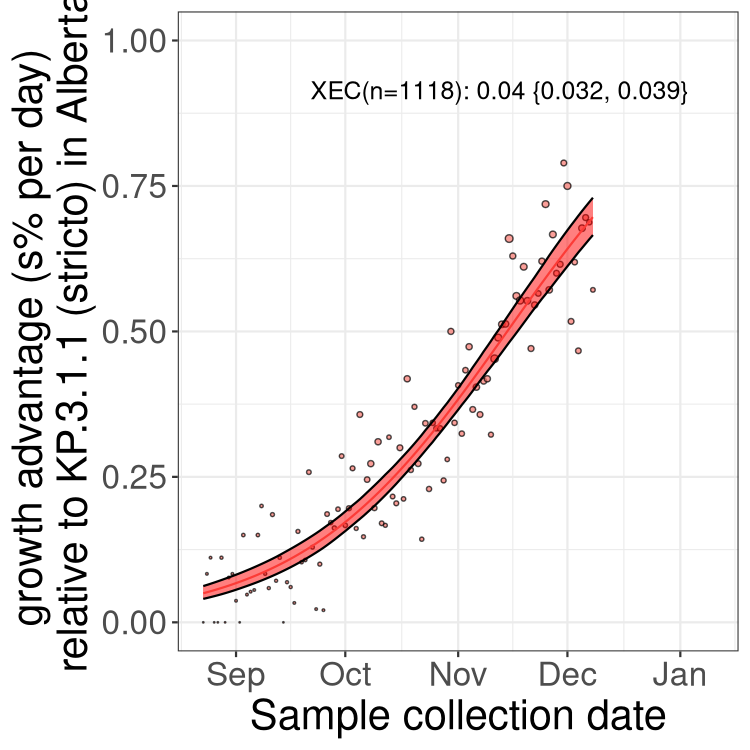 growth advantage (s% per day)
relative to KP.3.1.1 (stricto) in Alberta
1.00
0.75
0.50
0.25
0.00
XEC(n=1118): 0.04 {0.032, 0.039}
Sep Oct Nov Dec Jan
Sample collection date